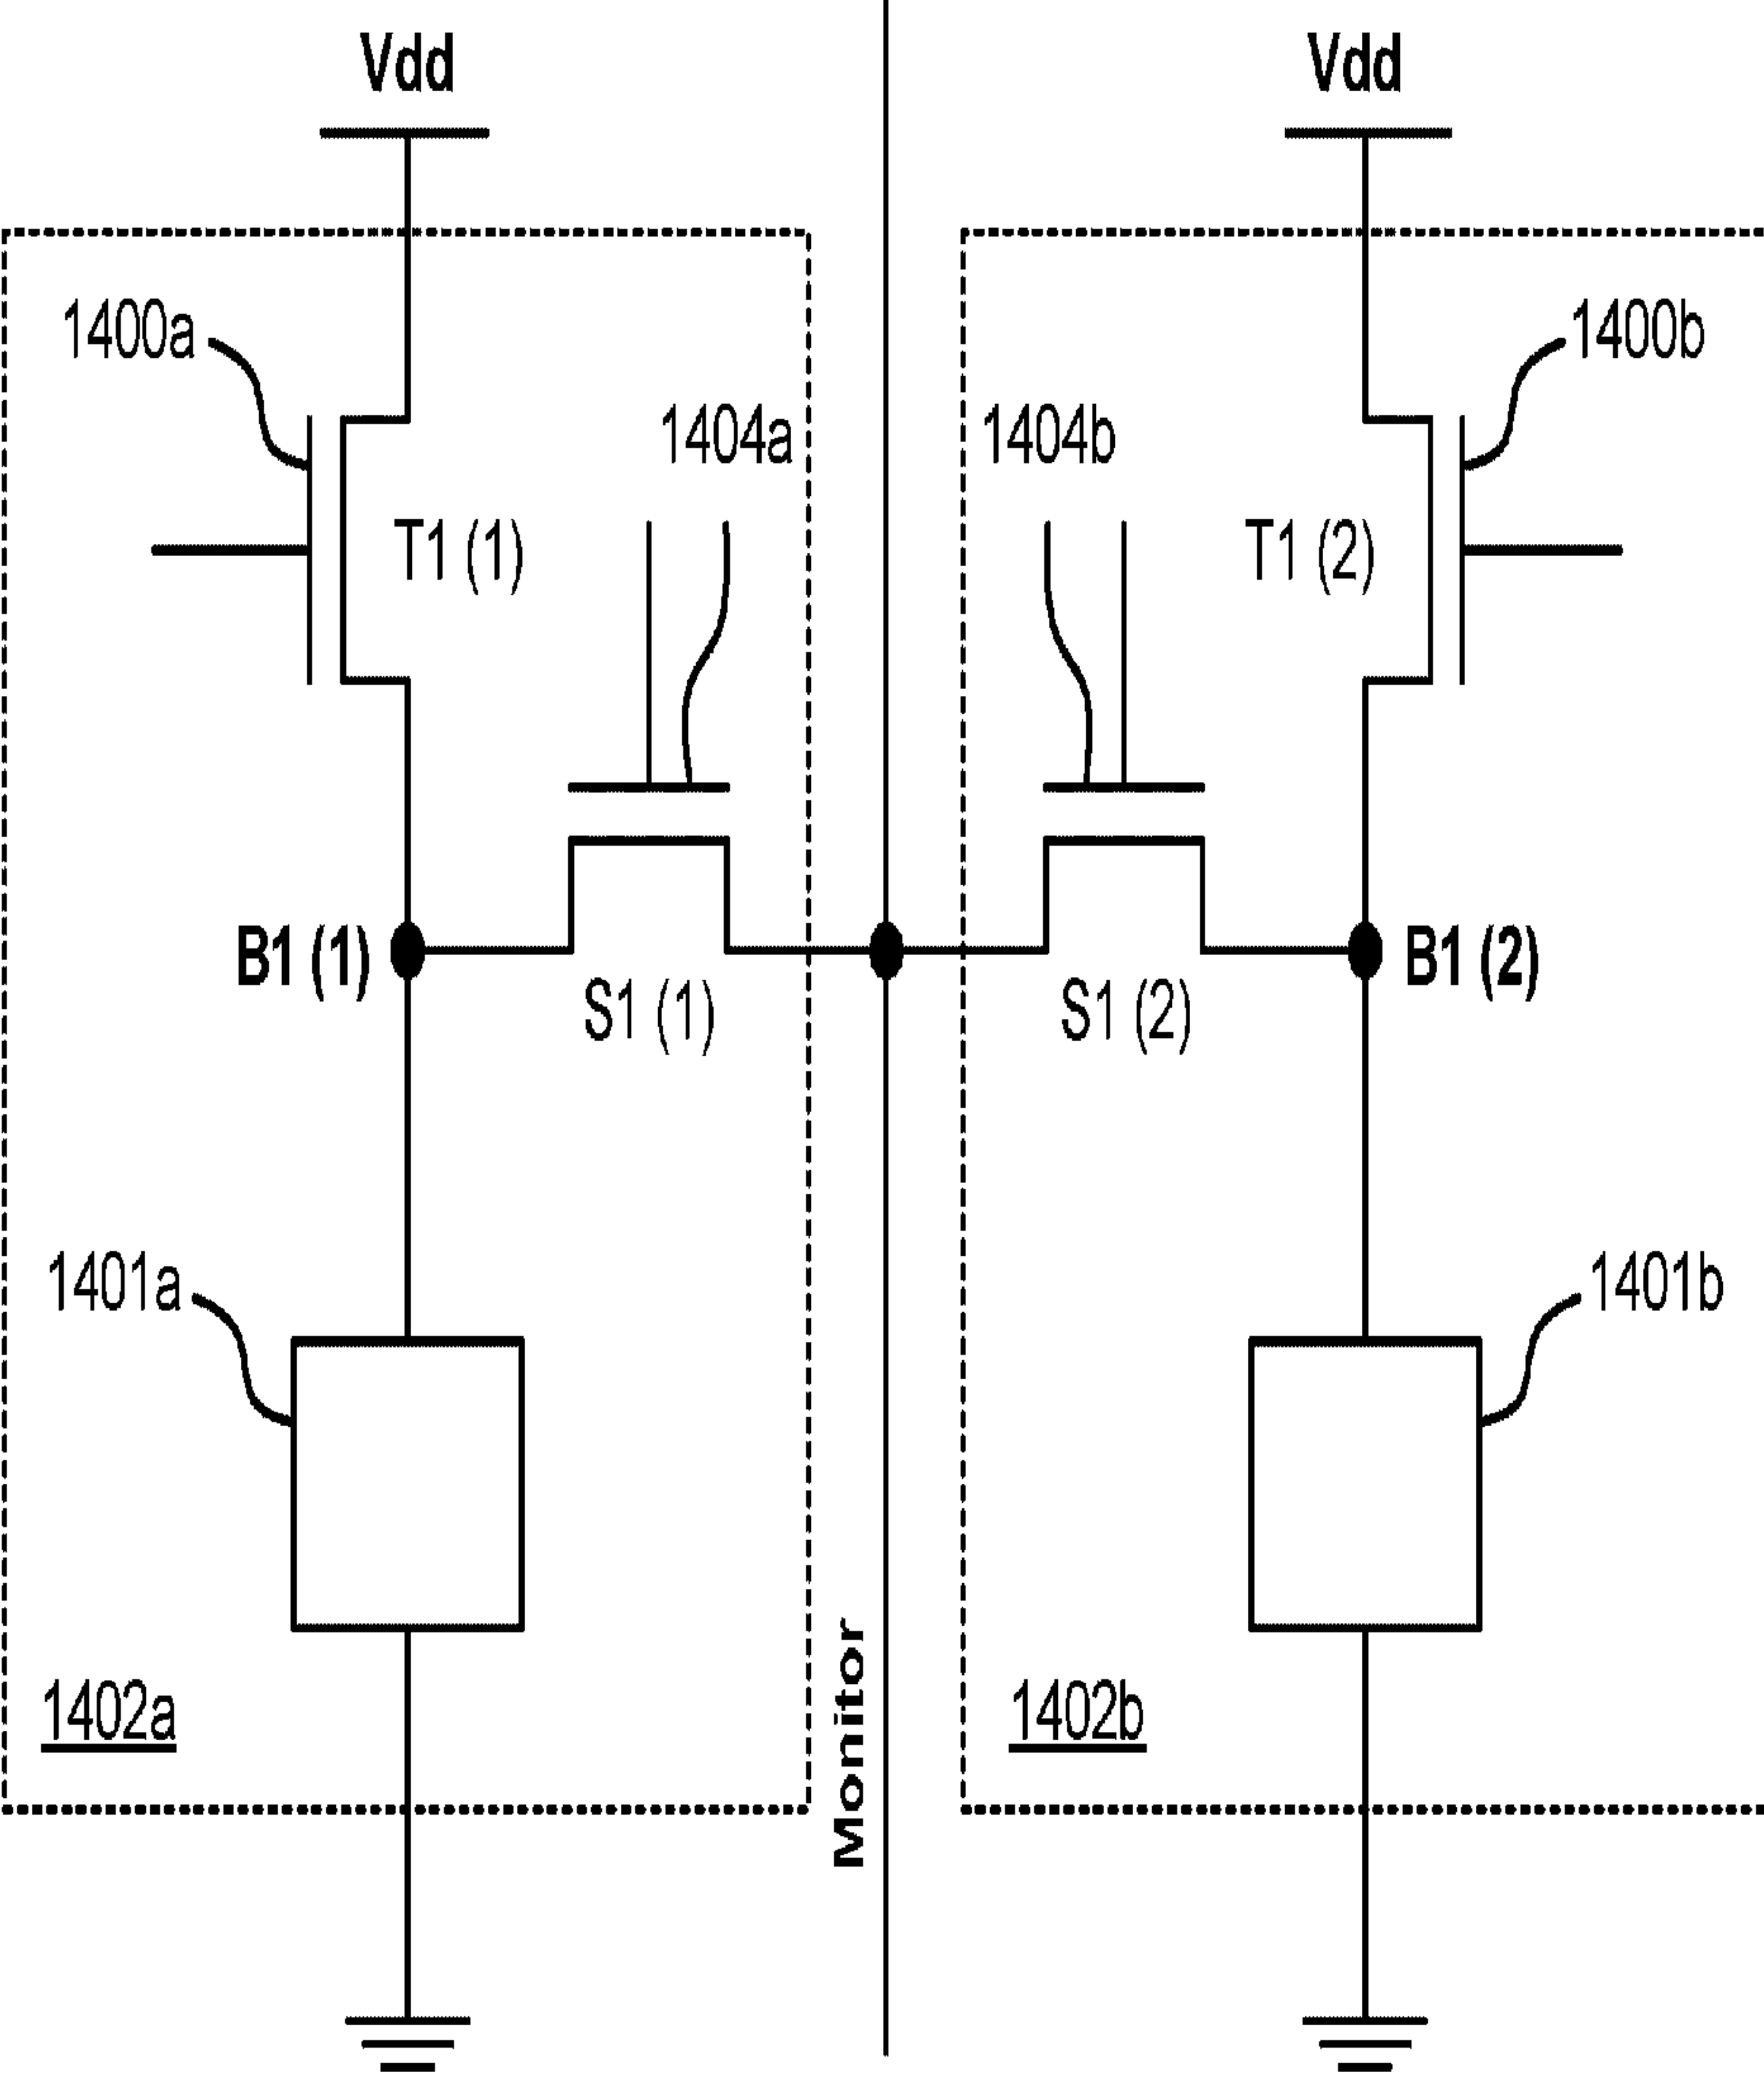 Vdd
Vdd
1400a
1400b
1404a
1404b
T1 (1)
T1 (2)
B1 (1)
B1 (2)
S1 (1)
S1 (2)
1401a
1401b
Monitor
1402a
1402b